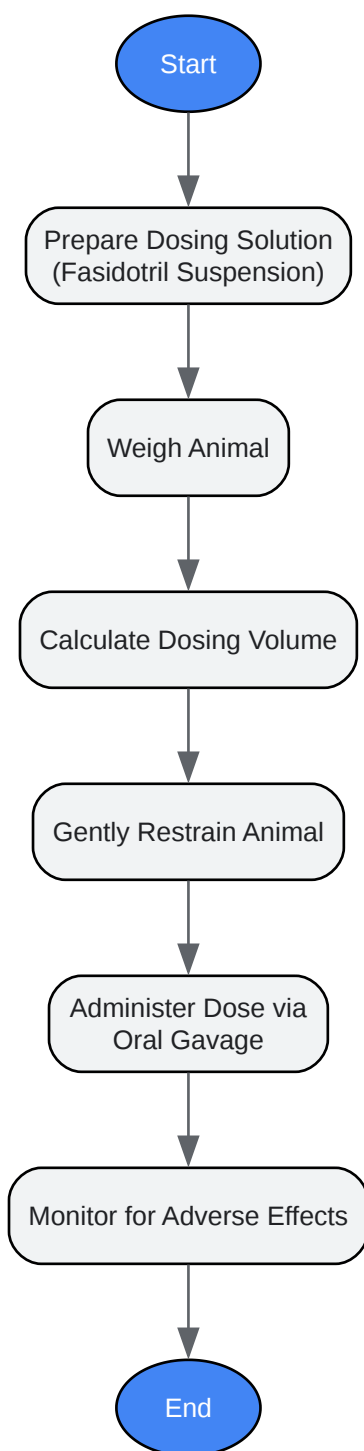 Start
Prepare Dosing Solution
(Fasidotril Suspension)
Weigh Animal
Calculate Dosing Volume
Gently Restrain Animal
Administer Dose via
Oral Gavage
Monitor for Adverse Effects
End